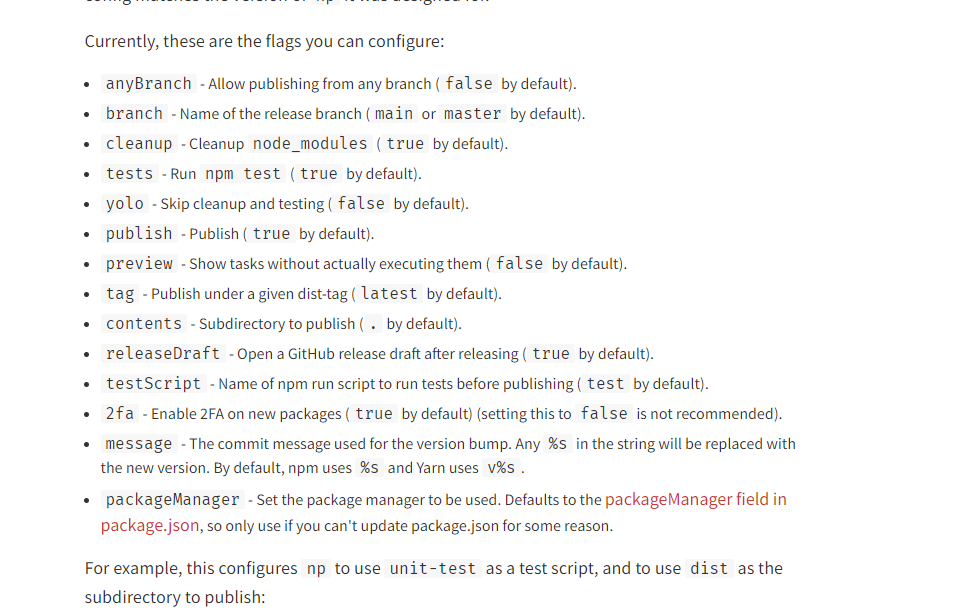 Currently, these are the flags you can configure:
anyBranch - Allow publishing from any branch ( false by default).
branch - Name of the release branch ( main or master by default).
cleanup - Cleanup node_modules ( true by default).
tests - Run npm test ( true by default).
yolo - Skip cleanup and testing ( false by default).
publish - Publish ( true by default).
preview - Show tasks without actually executing them ( false by default).
tag - Publish under a given dist-tag ( latest by default).
contents - Subdirectory to publish ( . by default).
releaseDraft - Open a GitHub release draft after releasing ( true by default).
testScript - Name of npm run script to run tests before publishing ( test by default).
2fa - Enable 2FA on new packages ( true by default) (setting this to false is not recommended).
message - The commit message used for the version bump. Any %s in the string will be replaced with
the new version. By default, npm uses %s and Yarn uses v%s .
packageManager - Set the package manager to be used. Defaults to the packageManager field in
package.json, so only use if you can't update package.json for some reason.
For example, this configures np to use unit-test as a test script, and to use dist as the
subdirectory to publish: